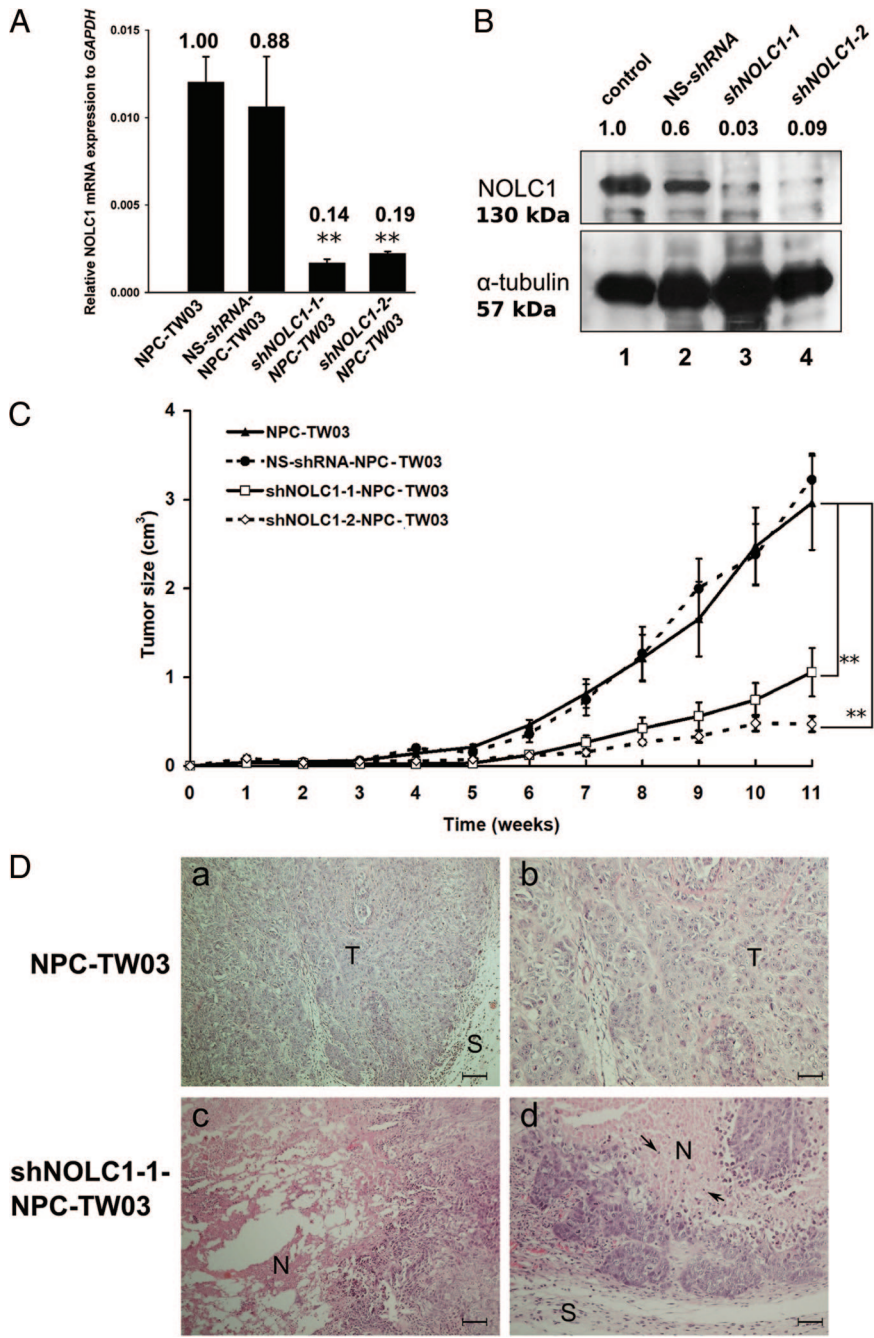 A
Relative NOLC1 mRNA expression to GAPDH
0.015
0.010
0.005
0.000
1.00
0.88
0.14
0.19
**
**
NPC-TW03
NS-shRNA-
NPC-TW03
shNOLC1-1-
NPC-TW03
shNOLC1-2-
NPC-TW03
B
control
NS-shRNA
shNOLC1-1
shNOLC1-2
1.0
0.6
0.03
0.09
NOLC1
130 kDa
α-tubulin
57 kDa
1
2
3
4
C
Tumor size (cm³)
4
3
2
1
0
NPC-TW03
NS-shRNA-NPC-TW03
shNOLC1-1-NPC-TW03
shNOLC1-2-NPC-TW03
**
**
0
1
2
3
4
5
6
7
8
9
10
11
Time (weeks)
D
NPC-TW03
a
T
S
b
T
shNOLC1-1-
NPC-TW03
c
N
d
N
S